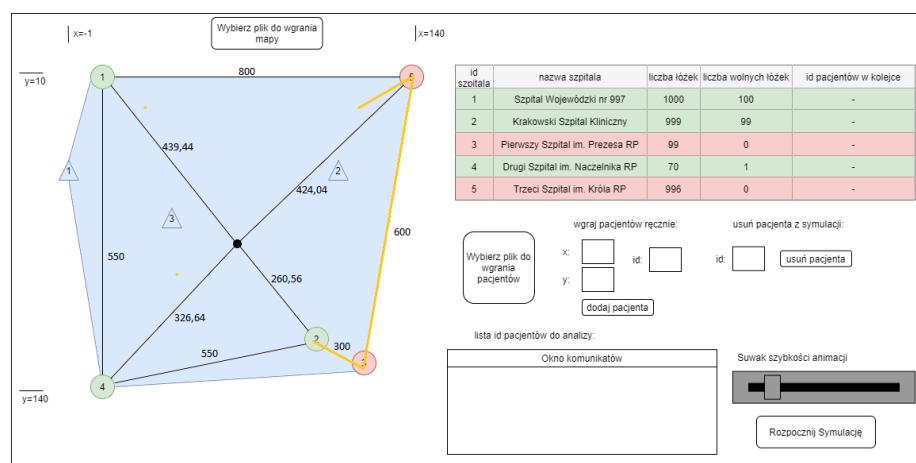 x=-1
Wybierz plik do wgrania
mapy
x=140
y=10
1
800
5
439,44
1
2
424,04
3
600
550
260,56
326,64
2
300
550
3
4
y=140
id
szpitala
nazwa szpitala
liczba łóżek
liczba wolnych łóżek
id pacjentów w kolejce
1
Szpital Wojewódzki nr 997
1000
100
-
2
Krakowski Szpital Kliniczny
999
99
-
3
Pierwszy Szpital im. Prezesa RP
99
0
-
4
Drugi Szpital im. Naczelnika RP
70
1
-
5
Trzeci Szpital im. Króla RP
996
0
-
wgraj pacjentów ręcznie:
usuń pacjenta z symulacji:
Wybierz plik do
wgrania
pacjentów
x:
id:
id:
usuń pacjenta
y:
dodaj pacjenta
lista id pacjentów do analizy:
Okno komunikatów
Suwak szybkości animacji
Rozpocznij Symulację